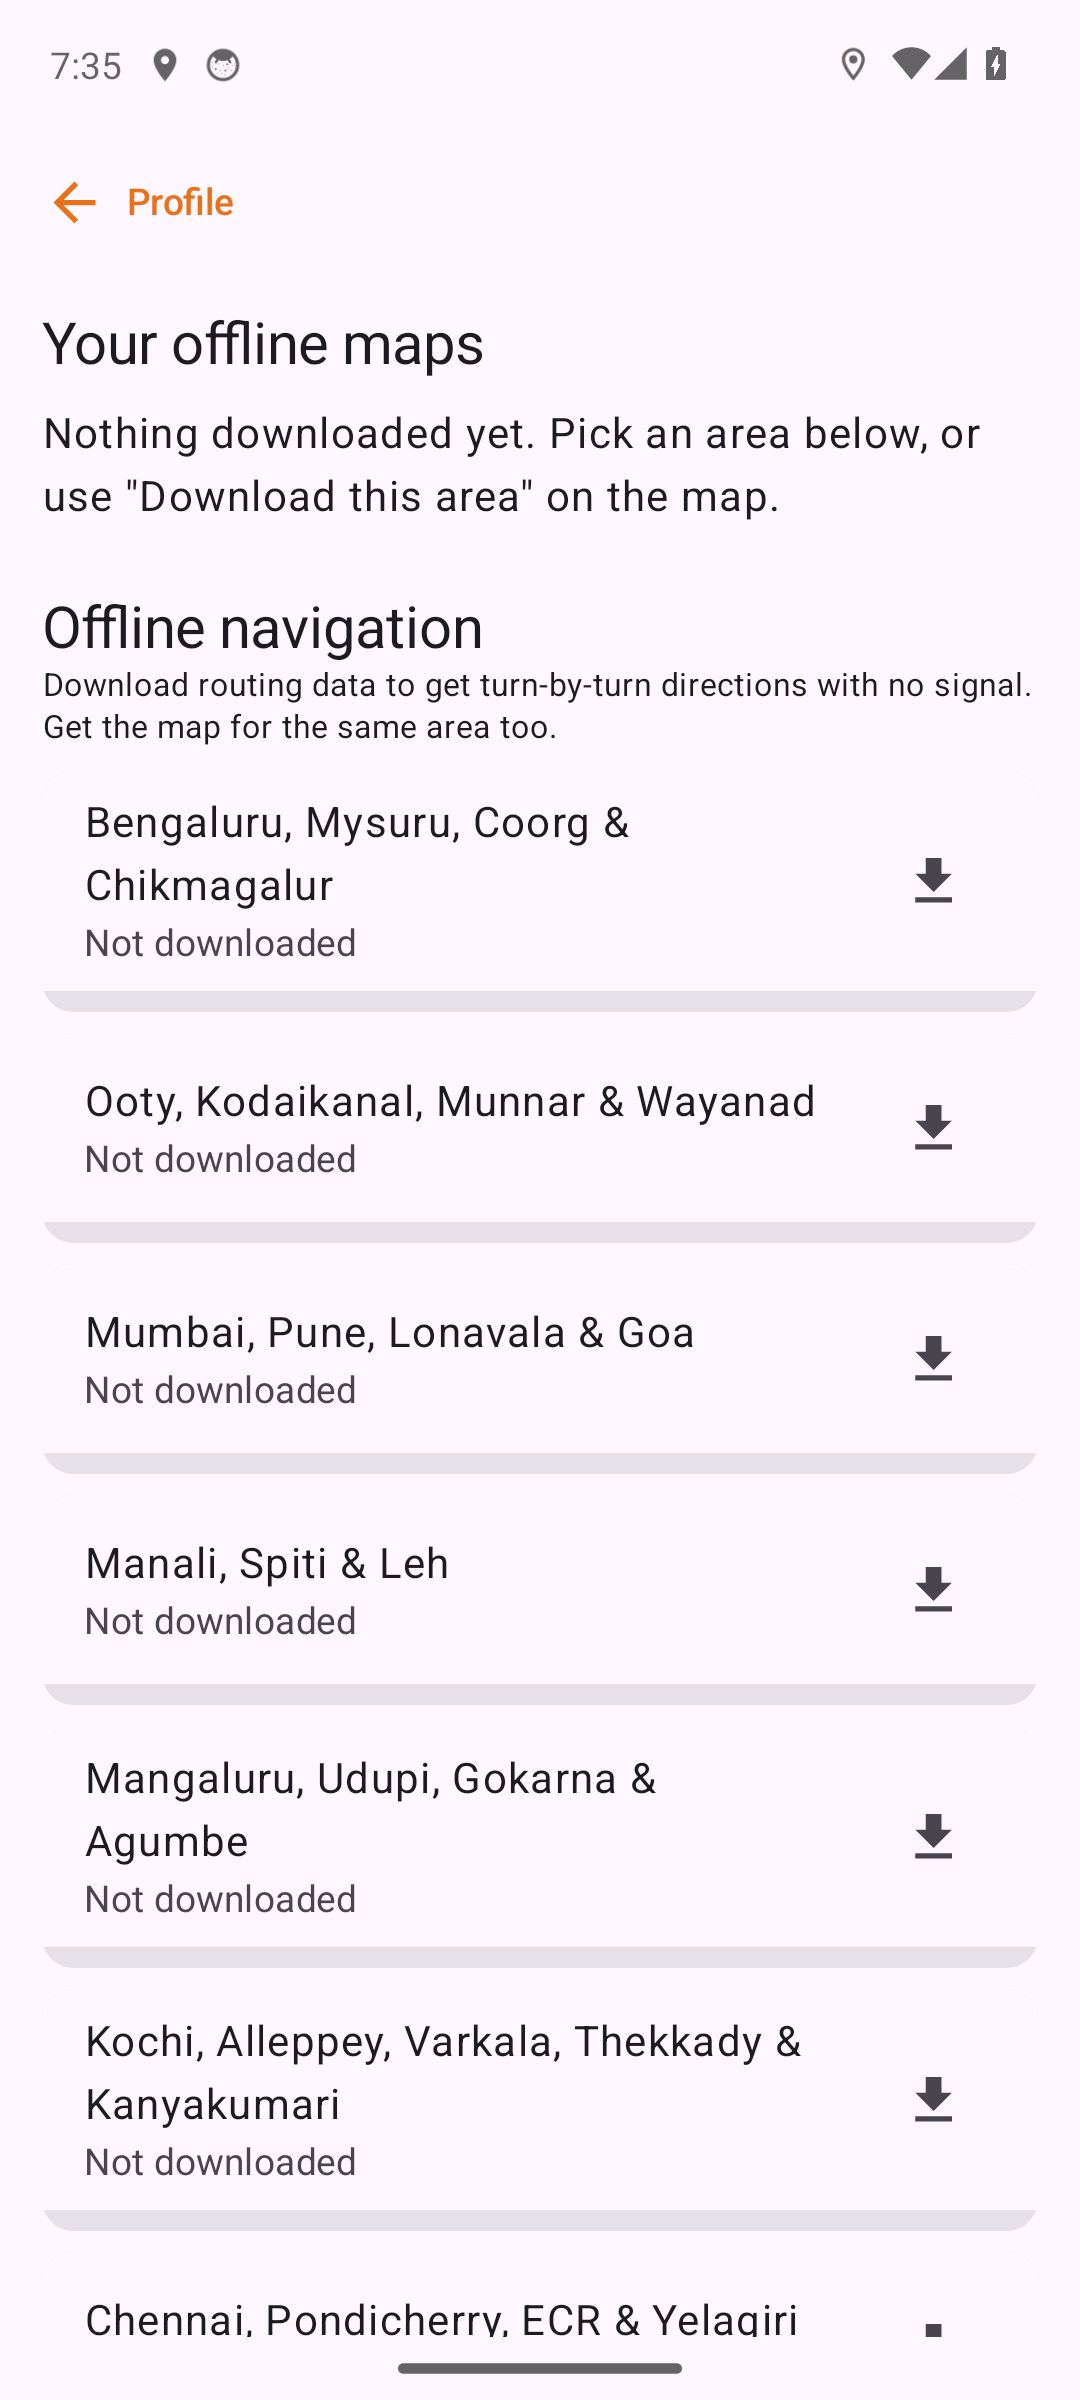 7:35
Profile
Your offline maps
Nothing downloaded yet. Pick an area below, or
use "Download this area" on the map.
Offline navigation
Download routing data to get turn-by-turn directions with no signal.
Get the map for the same area too.
Bengaluru, Mysuru, Coorg &
Chikmagalur
Not downloaded
Ooty, Kodaikanal, Munnar & Wayanad
Not downloaded
Mumbai, Pune, Lonavala & Goa
Not downloaded
Manali, Spiti & Leh
Not downloaded
Mangaluru, Udupi, Gokarna &
Agumbe
Not downloaded
Kochi, Alleppey, Varkala, Thekkady &
Kanyakumari
Not downloaded
Chennai, Pondicherry, ECR & Yelagiri